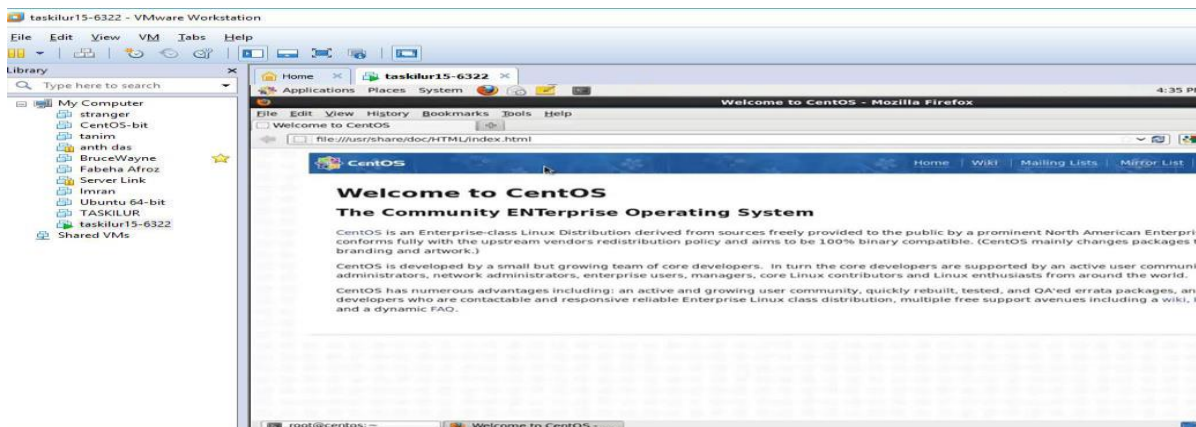 taskilur15-6322 - VMware Workstation
File Edit View VM Tabs Help
Library
Type here to search
My Computer
stranger
CentOS-bit
tanim
anth das
BruceWayne
Fabeha Afroz
Server Link
Imran
Ubuntu 64-bit
TASKILUR
taskilur15-6322
Shared VMs
Home taskilur15-6322
Applications Places System 4:35 P
Welcome to CentOS - Mozilla Firefox
File Edit View History Bookmarks Tools Help
Welcome to CentOS
file:///usr/share/doc/HTML/index.html
CentOS Home Wiki Mailing Lists Mirror List
Welcome to CentOS
The Community ENTerprise Operating System
CentOS is an Enterprise-class Linux Distribution derived from sources freely provided to the public by a prominent North American Enterpri
conforms fully with the upstream vendors redistribution policy and aims to be 100% binary compatible. (CentOS mainly changes packages t
branding and artwork.)
CentOS is developed by a small but growing team of core developers. In turn the core developers are supported by an active user communi
administrators, network administrators, enterprise users, managers, core Linux contributors and Linux enthusiasts from around the world.
CentOS has numerous advantages including: an active and growing user community, quickly rebuilt, tested, and QA'ed errata packages, an
developers who are contactable and responsive reliable Enterprise Linux class distribution, multiple free support avenues including a wiki,
and a dynamic FAQ.
root@centos:~ Welcome to CentOS - ...